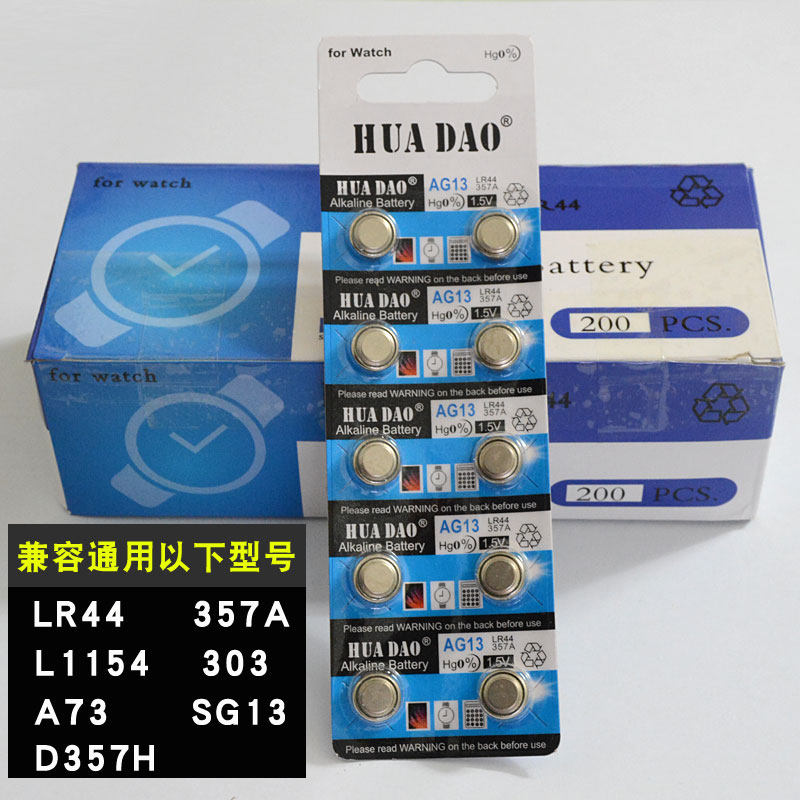 for Watch
Hg0%
HUA DAO®
HUA DAO® AG13 LR44 357A
Alkaline Battery Hg0% 1.5V
Please read WARNING on the back before use
HUA DAO® AG13 LR44 357A
Alkaline Battery Hg0% 1.5V
Please read WARNING on the back before use
HUA DAO® AG13 LR44 357A
Alkaline Battery Hg0% 1.5V
Please read WARNING on the back before use
HUA DAO® AG13 LR44 357A
Alkaline Battery Hg0% 1.5V
Please read WARNING on the back before use
HUA DAO® AG13 LR44 357A
Alkaline Battery Hg0% 1.5V
for watch
44
attery
200 PCS.
for watch
44
200 PCS.
兼容通用以下型号
LR44 357A
L1154 303
A73 SG13
D357H